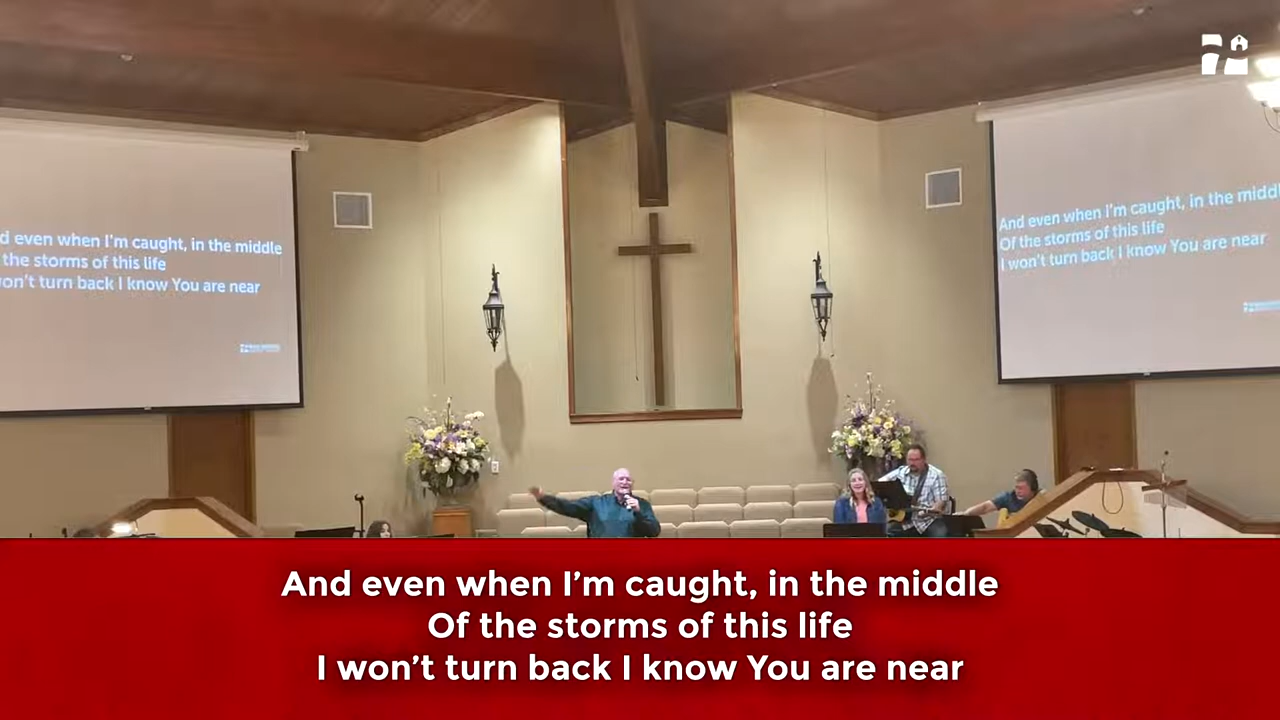 d even when I'm caught, in the middle
the storms of this life
won't turn back I know You are near
And even when I'm caught, in the midd
Of the storms of this life
I won't turn back I know You are near
And even when I’m caught, in the middle
Of the storms of this life
I won’t turn back I know You are near